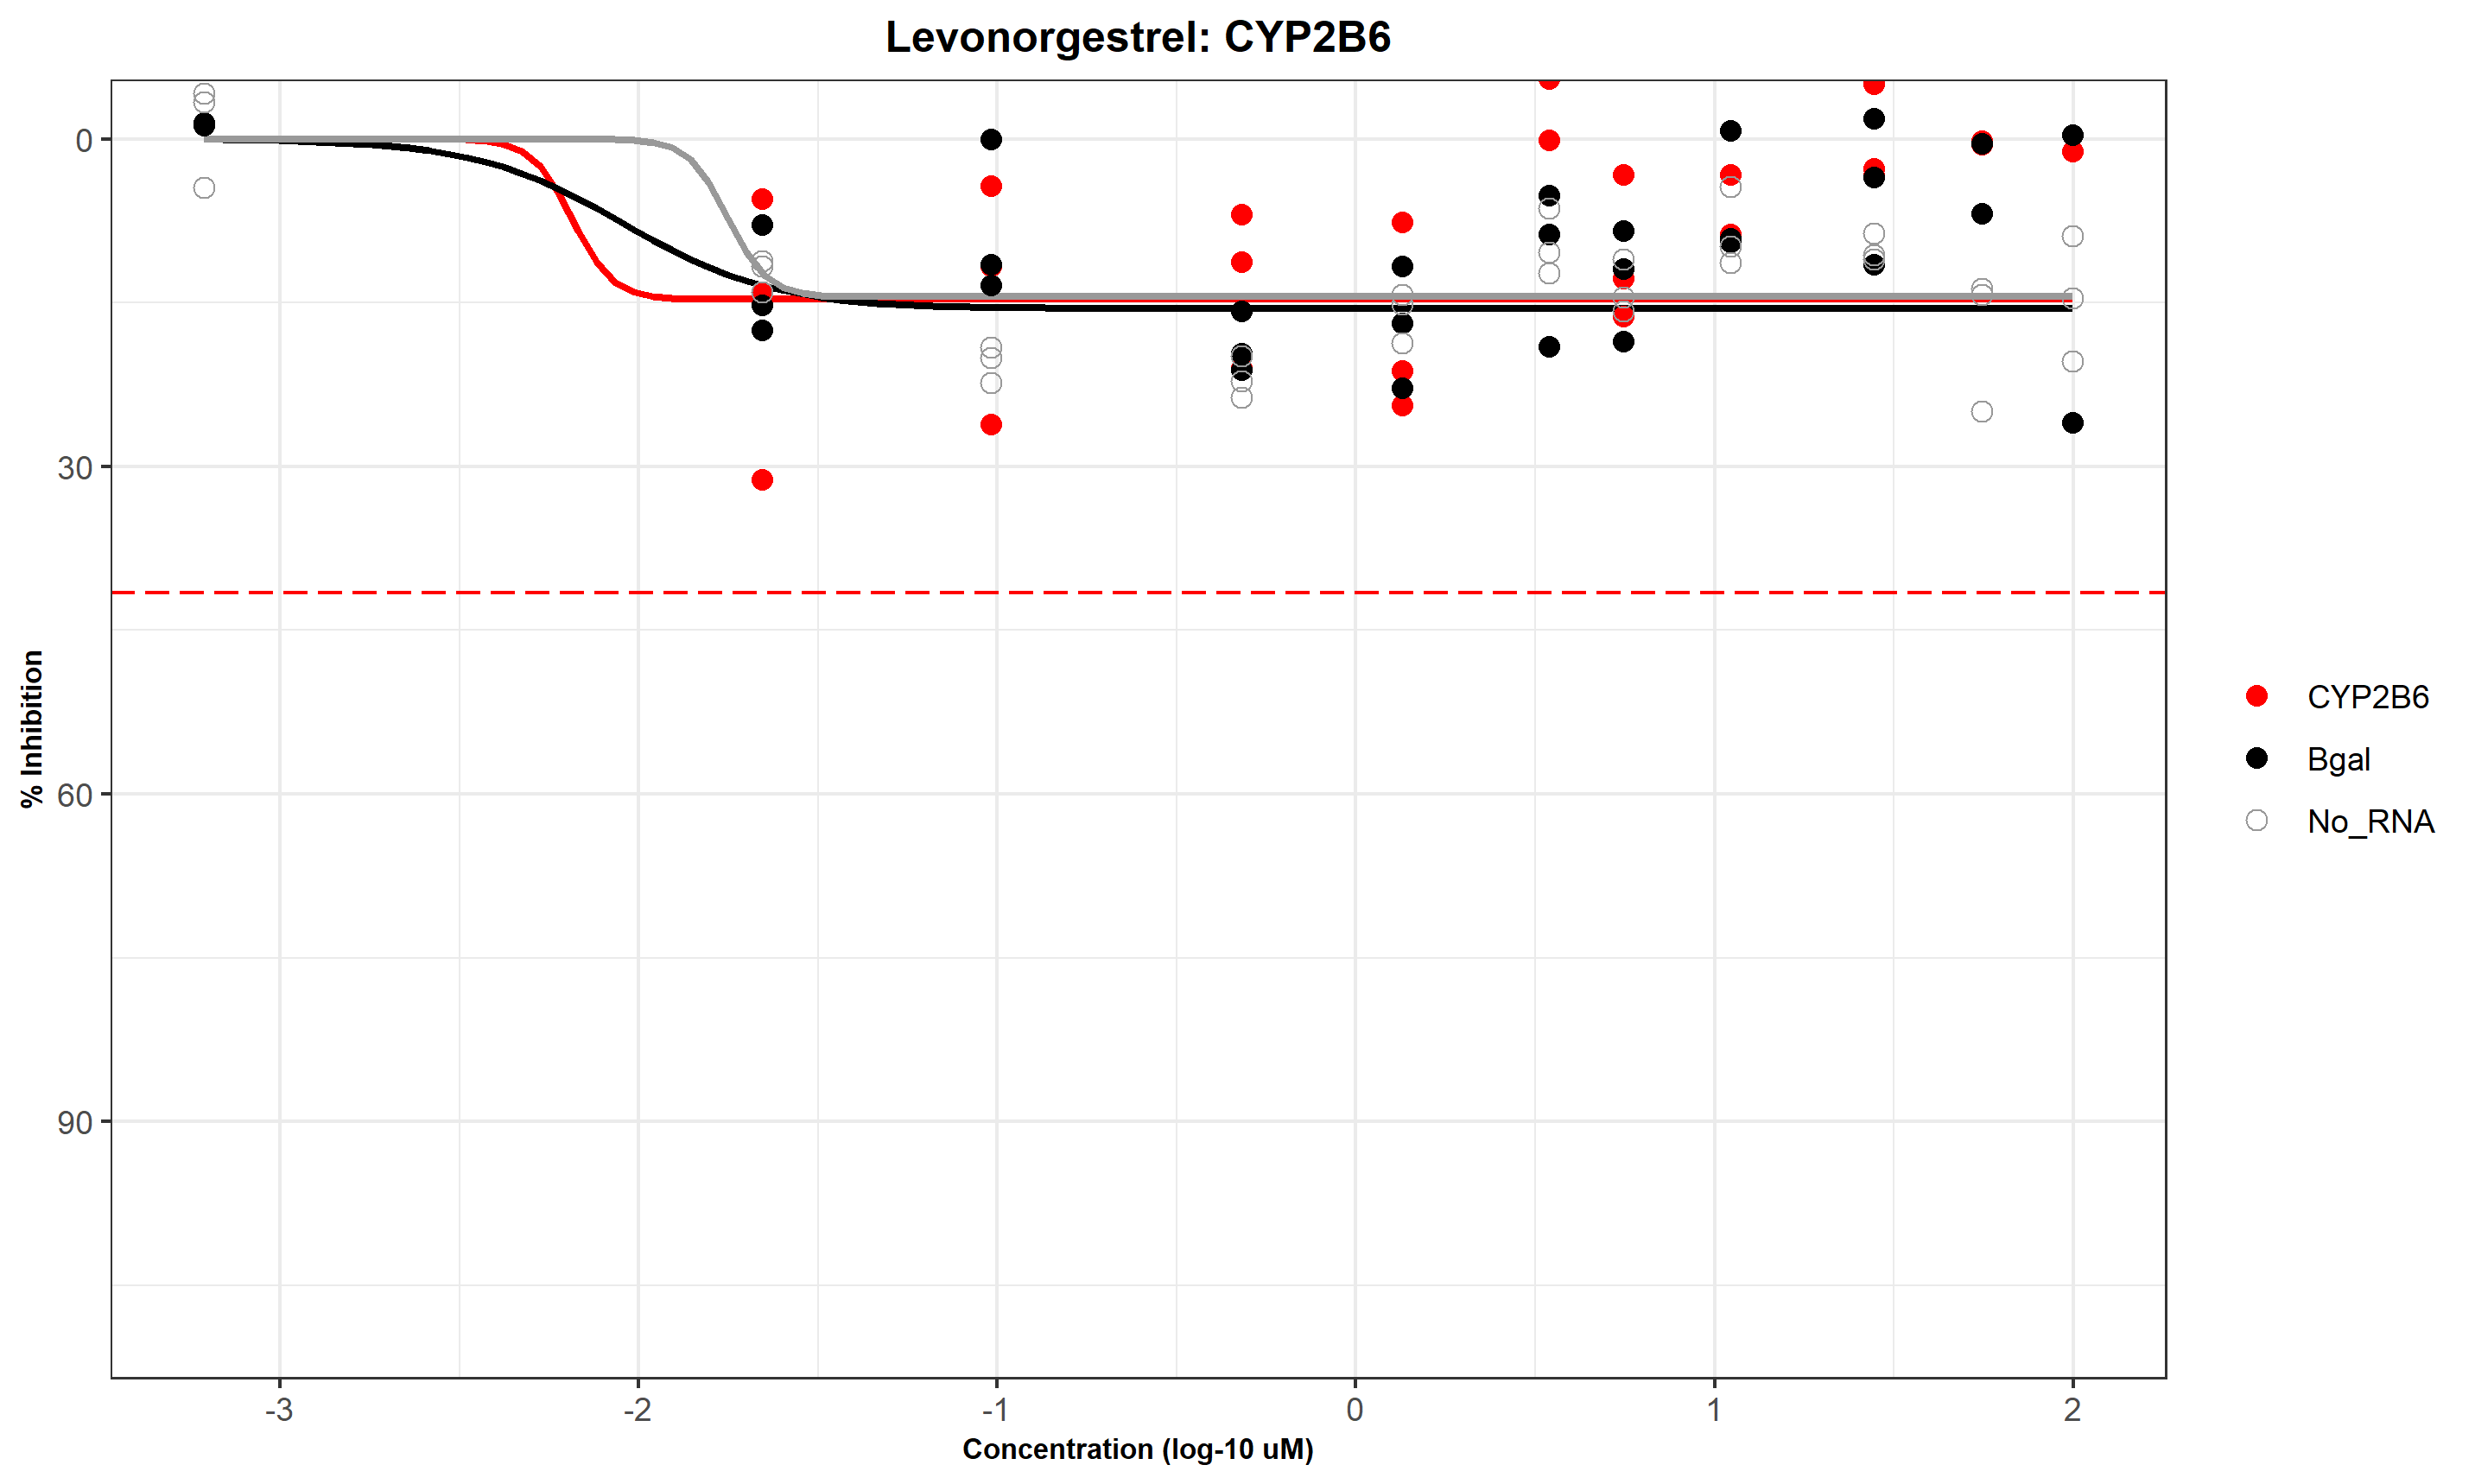 Levonorgestrel: CYP2B6
0
30
60
90
% Inhibition
-3
-2
-1
0
1
2
Concentration (log-10 uM)
CYP2B6
Bgal
No_RNA